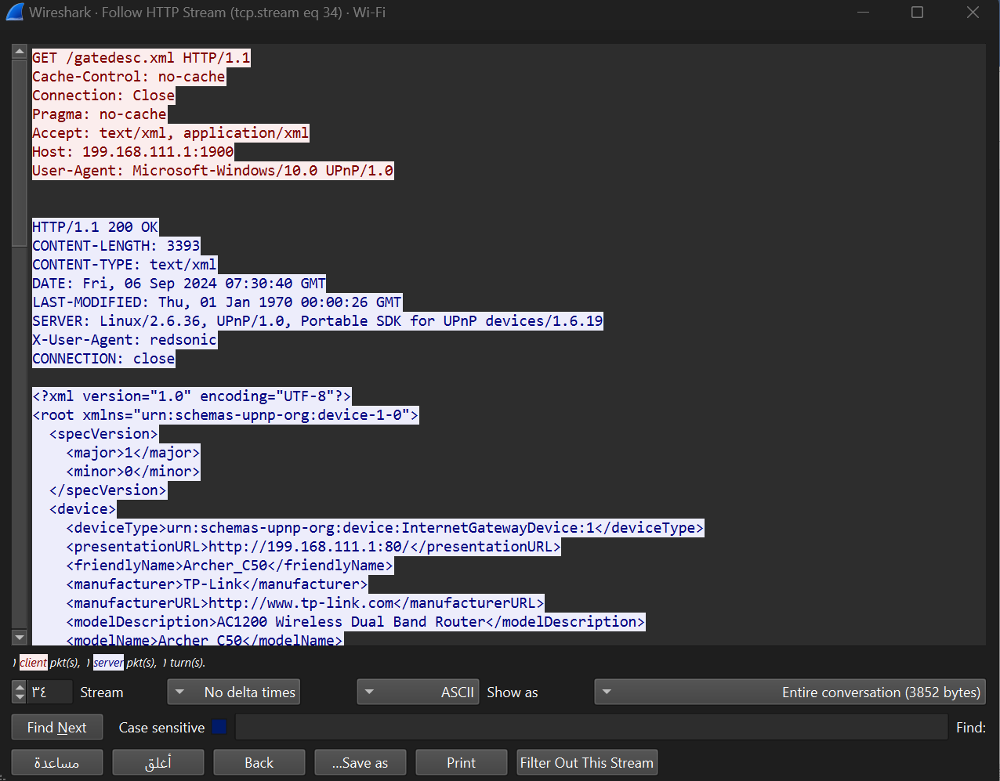 Wireshark · Follow HTTP Stream (tcp.stream eq 34) · Wi-Fi
GET /gatedesc.xml HTTP/1.1
Cache-Control: no-cache
Connection: Close
Pragma: no-cache
Accept: text/xml, application/xml
Host: 199.168.111.1:1900
User-Agent: Microsoft-Windows/10.0 UPnP/1.0
HTTP/1.1 200 OK
CONTENT-LENGTH: 3393
CONTENT-TYPE: text/xml
DATE: Fri, 06 Sep 2024 07:30:40 GMT
LAST-MODIFIED: Thu, 01 Jan 1970 00:00:26 GMT
SERVER: Linux/2.6.36, UPnP/1.0, Portable SDK for UPnP devices/1.6.19
X-User-Agent: redsonic
CONNECTION: close
<?xml version="1.0" encoding="UTF-8"?>
<root xmlns="urn:schemas-upnp-org:device-1-0">
<specVersion>
<major>1</major>
<minor>0</minor>
</specVersion>
<device>
<deviceType>urn:schemas-upnp-org:device:InternetGatewayDevice:1</deviceType>
<presentationURL>http://199.168.111.1:80/</presentationURL>
<friendlyName>Archer_C50</friendlyName>
<manufacturer>TP-Link</manufacturer>
<manufacturerURL>http://www.tp-link.com</manufacturerURL>
<modelDescription>AC1200 Wireless Dual Band Router</modelDescription>
<modelName>Archer C50</modelName>
١ client pkt(s), ١ server pkt(s), ١ turn(s).
٣٤ Stream No delta times ASCII Show as Entire conversation (3852 bytes)
Find Next Case sensitive Find:
مساعدة أغلق Back ...Save as Print Filter Out This Stream